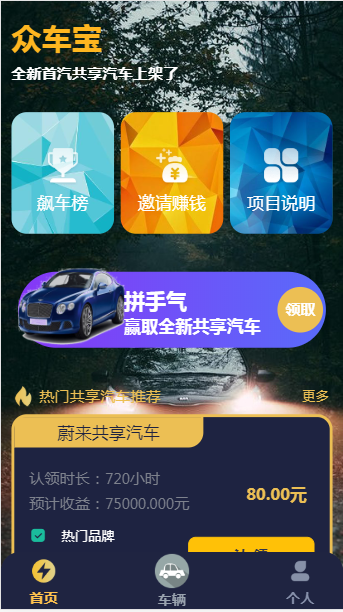 众车宝
全新首汽共享汽车上架了
飙车榜
邀请赚钱
项目说明
拼手气
赢取全新共享汽车
领取
热门共享汽车推荐
更多
蔚来共享汽车
认领时长：720小时
预计收益：75000.000元
80.00元
热门品牌
首页
车辆
个人